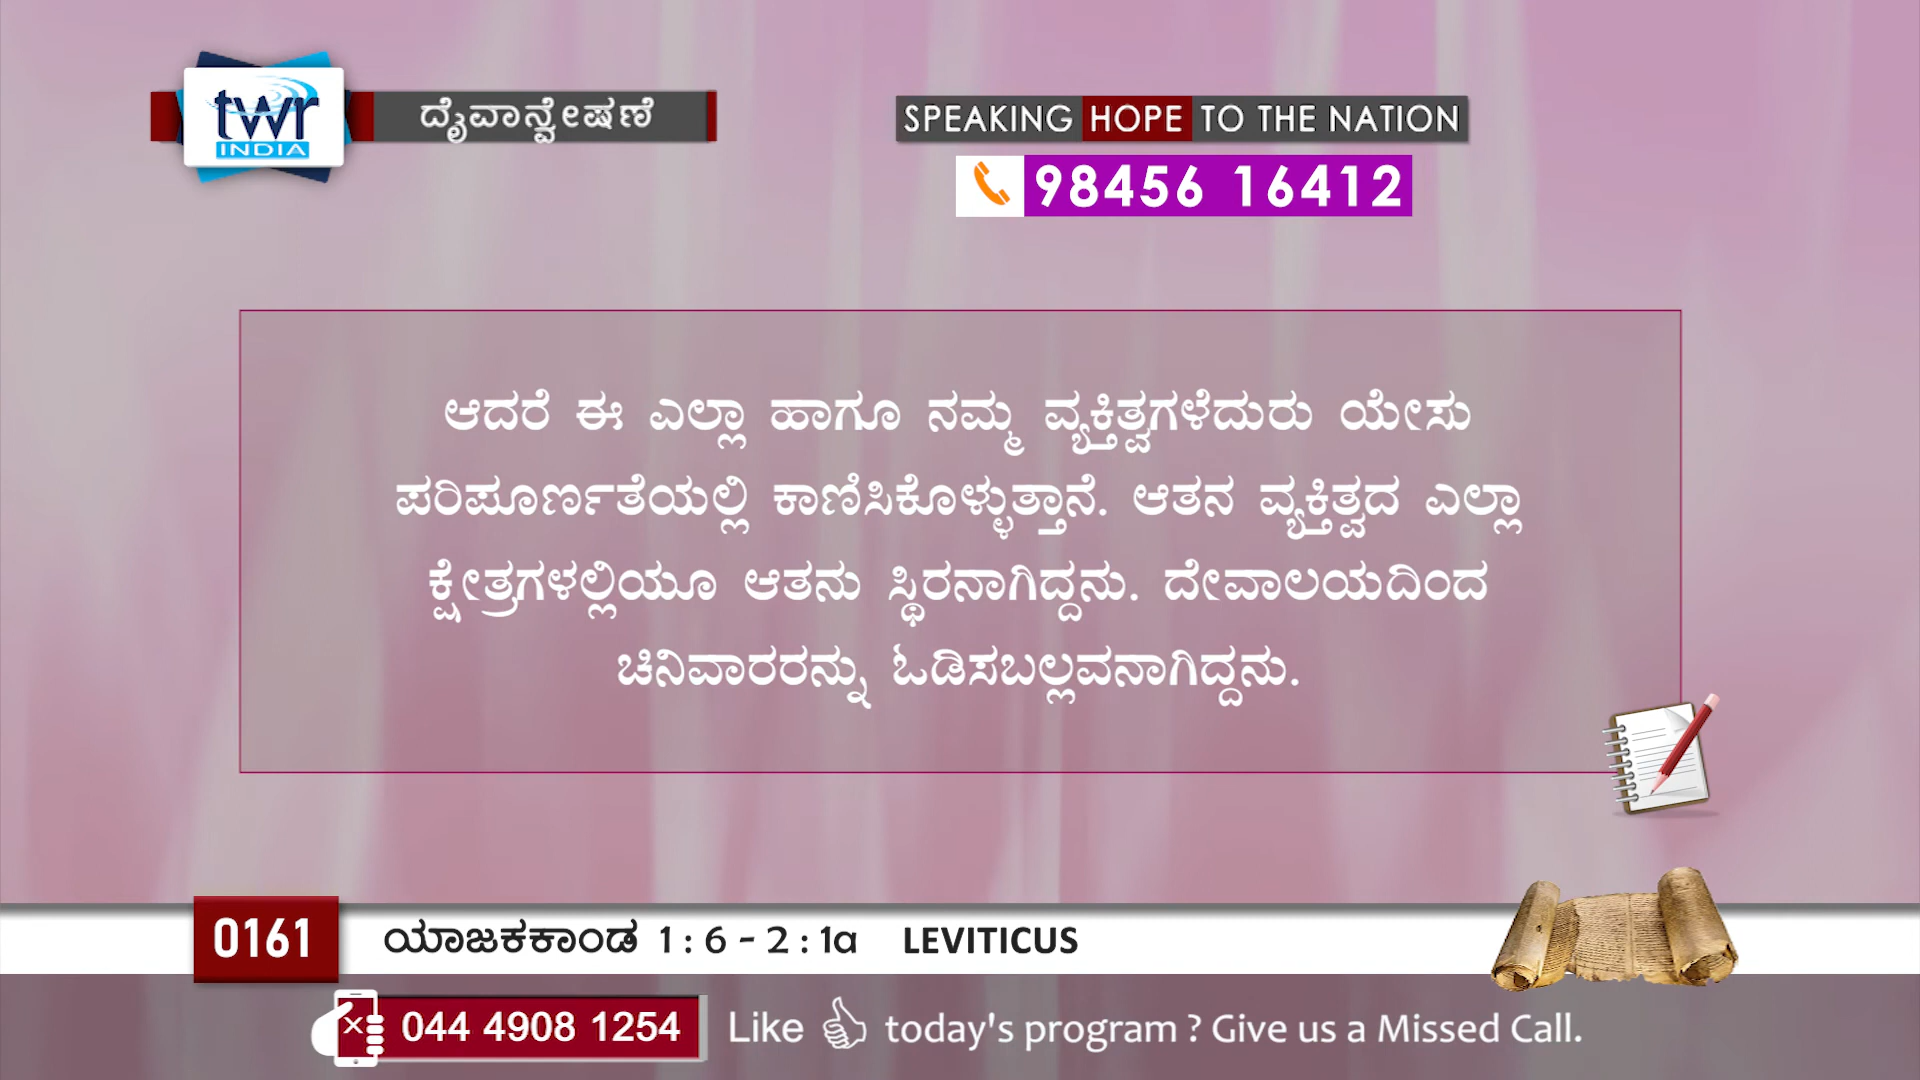 twr
INDIA
ದೈವಾನ್ವೇಷಣೆ
SPEAKING HOPE TO THE NATION
98456 16412
ಆದರೆ ಈ ಎಲ್ಲಾ ಹಾಗೂ ನಮ್ಮ ವ್ಯಕ್ತಿತ್ವಗಳೆದುರು ಯೇಸು
ಪರಿಪೂರ್ಣತೆಯಲ್ಲಿ ಕಾಣಿಸಿಕೊಳ್ಳುತ್ತಾನೆ. ಆತನ ವ್ಯಕ್ತಿತ್ವದ ಎಲ್ಲಾ
ಕ್ಷೇತ್ರಗಳಲ್ಲಿಯೂ ಆತನು ಸ್ಥಿರನಾಗಿದ್ದನು. ದೇವಾಲಯದಿಂದ
ಚಿನಿವಾರರನ್ನು ಓಡಿಸಬಲ್ಲವನಾಗಿದ್ದನು.
0161 ಯಾಜಕಕಾಂಡ 1 : 6 - 2 : 1a LEVITICUS
044 4908 1254 Like today's program ? Give us a Missed Call.